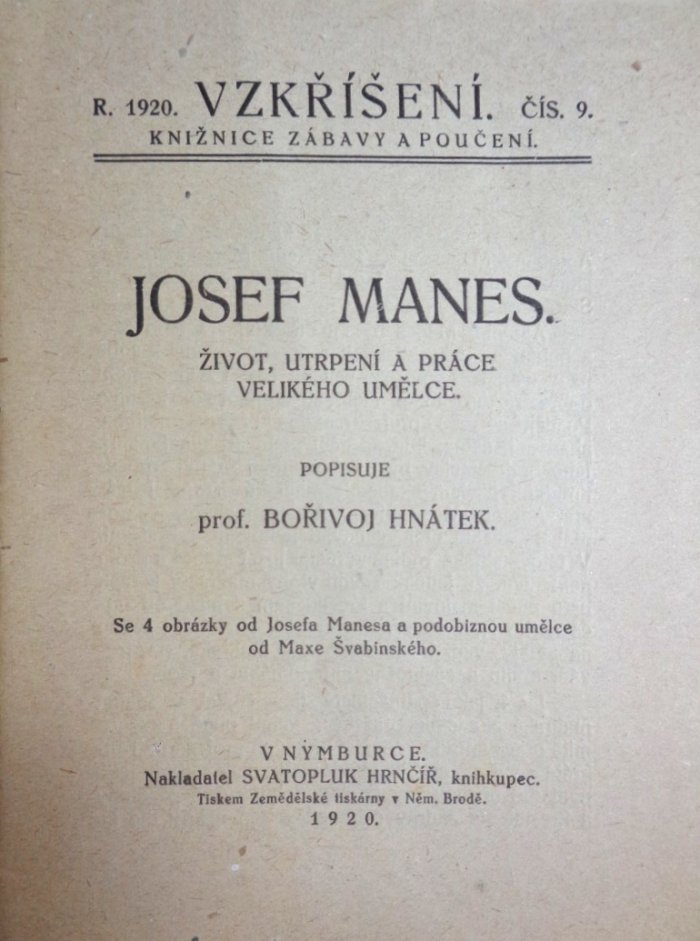 R. 1920. VZKŘÍŠENÍ. ČÍS. 9.
KNIŽNICE ZÁBAVY A POUČENÍ.
JOSEF MANES.
ŽIVOT, UTRPENÍ A PRÁCE
VELIKÉHO UMĚLCE.
POPISUJE
prof. BOŘIVOJ HNÁTEK.
Se 4 obrázky od Josefa Manesa a podobiznou umělce
od Maxe Švabinského.
V NYMBURCE.
Nakladatel SVATOPLUK HRNČÍŘ, knihkupec.
Tiskem Zemědělské tiskárny v Něm. Brodě.
1920.